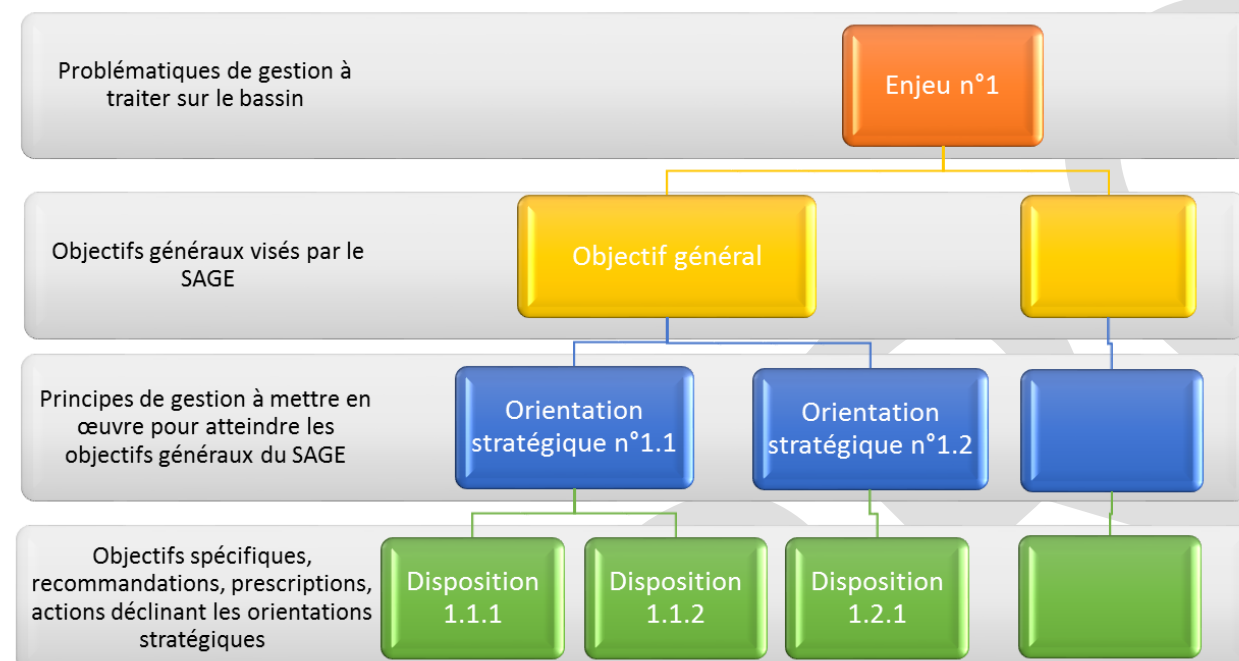 Problématiques de gestion à
traiter sur le bassin
Enjeu n°1
Objectifs généraux visés par le
SAGE
Objectif général
Principes de gestion à mettre en
œuvre pour atteindre les
objectifs généraux du SAGE
Orientation
stratégique n°1.1
Orientation
stratégique n°1.2
Objectifs spécifiques,
recommandations, prescriptions,
actions déclinant les orientations
stratégiques
Disposition
1.1.1
Disposition
1.1.2
Disposition
1.2.1